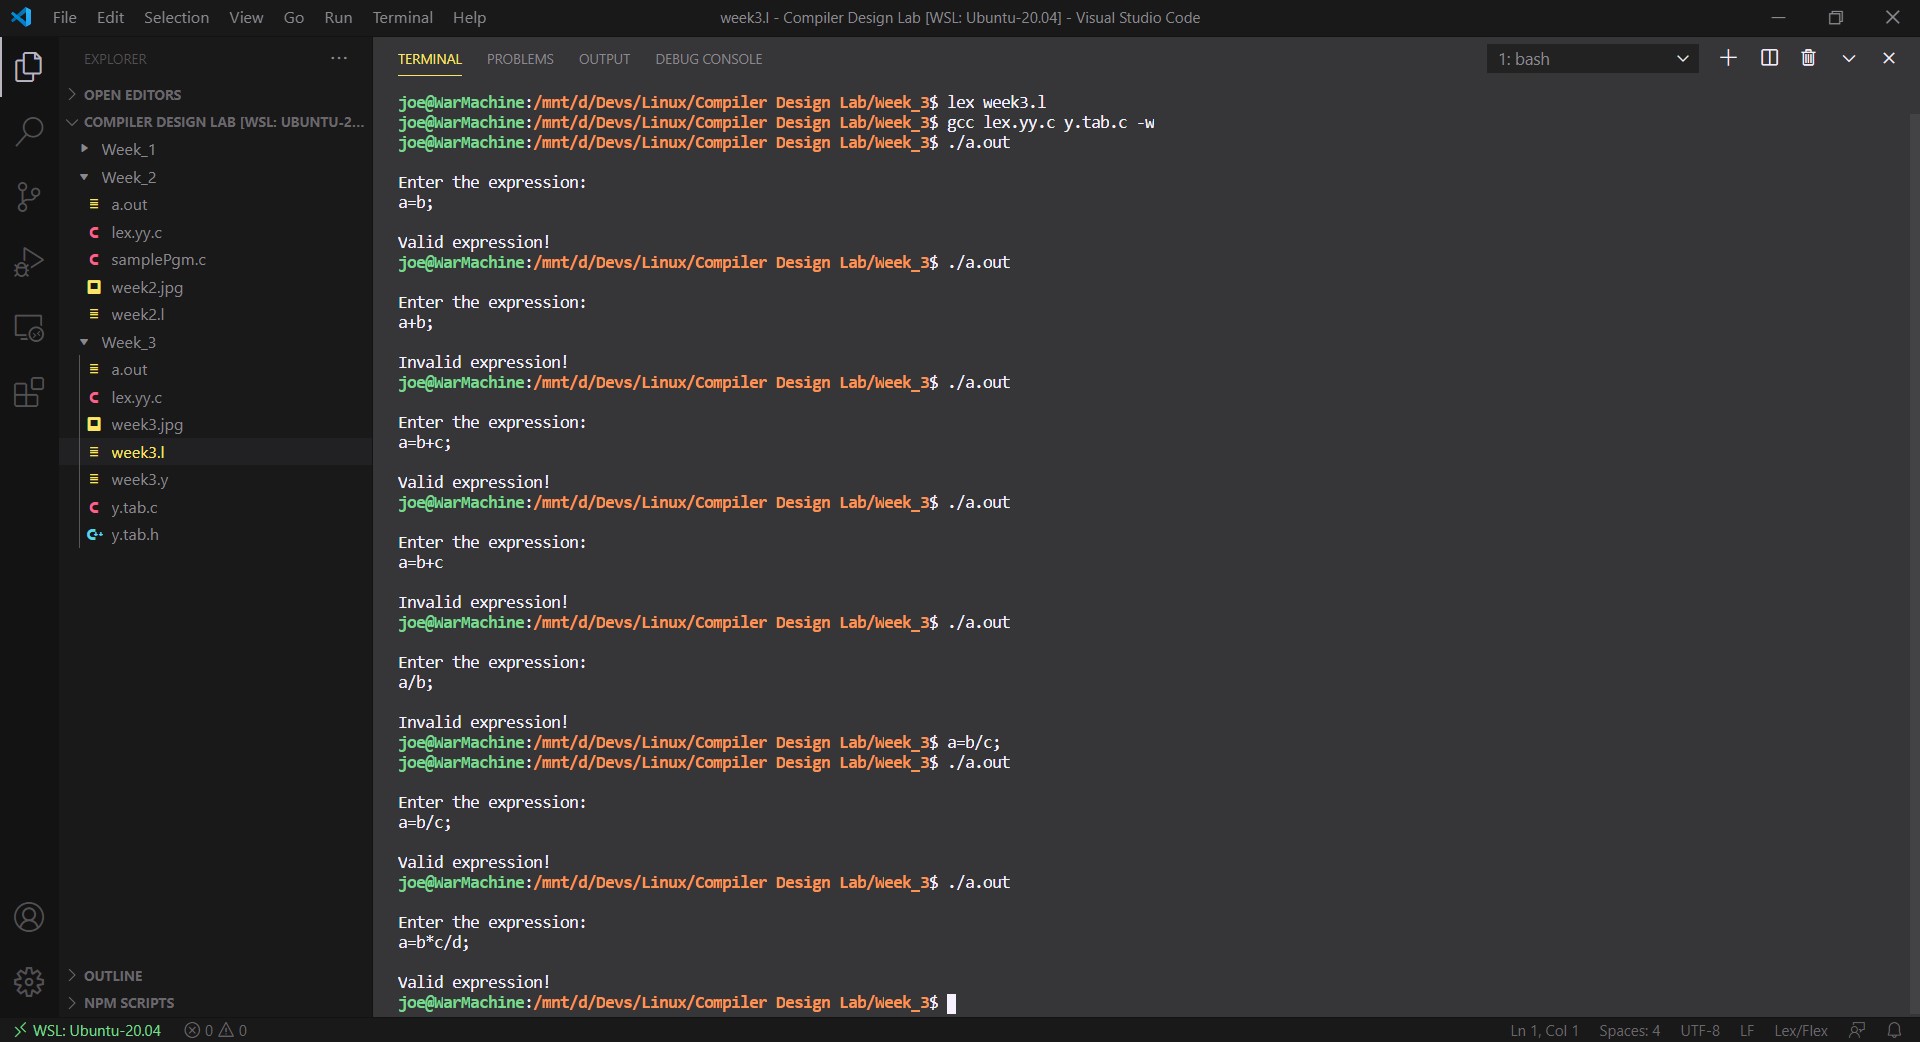 File Edit Selection View Go Run Terminal Help
week3.l - Compiler Design Lab [WSL: Ubuntu-20.04] - Visual Studio Code
EXPLORER
OPEN EDITORS
COMPILER DESIGN LAB [WSL: UBUNTU-2...
Week_1
Week_2
a.out
lex.yy.c
samplePgm.c
week2.jpg
week2.l
Week_3
a.out
lex.yy.c
week3.jpg
week3.l
week3.y
y.tab.c
y.tab.h
OUTLINE
NPM SCRIPTS
TERMINAL PROBLEMS OUTPUT DEBUG CONSOLE
1: bash
joe@WarMachine:/mnt/d/Devs/Linux/Compiler Design Lab/Week_3$ lex week3.l
joe@WarMachine:/mnt/d/Devs/Linux/Compiler Design Lab/Week_3$ gcc lex.yy.c y.tab.c -w
joe@WarMachine:/mnt/d/Devs/Linux/Compiler Design Lab/Week_3$ ./a.out
Enter the expression:
a=b;
Valid expression!
joe@WarMachine:/mnt/d/Devs/Linux/Compiler Design Lab/Week_3$ ./a.out
Enter the expression:
a+b;
Invalid expression!
joe@WarMachine:/mnt/d/Devs/Linux/Compiler Design Lab/Week_3$ ./a.out
Enter the expression:
a=b+c;
Valid expression!
joe@WarMachine:/mnt/d/Devs/Linux/Compiler Design Lab/Week_3$ ./a.out
Enter the expression:
a=b+c
Invalid expression!
joe@WarMachine:/mnt/d/Devs/Linux/Compiler Design Lab/Week_3$ ./a.out
Enter the expression:
a/b;
Invalid expression!
joe@WarMachine:/mnt/d/Devs/Linux/Compiler Design Lab/Week_3$ a=b/c;
joe@WarMachine:/mnt/d/Devs/Linux/Compiler Design Lab/Week_3$ ./a.out
Enter the expression:
a=b/c;
Valid expression!
joe@WarMachine:/mnt/d/Devs/Linux/Compiler Design Lab/Week_3$ ./a.out
Enter the expression:
a=b*c/d;
Valid expression!
joe@WarMachine:/mnt/d/Devs/Linux/Compiler Design Lab/Week_3$
WSL: Ubuntu-20.04 0 0
Ln 1, Col 1 Spaces: 4 UTF-8 LF Lex/Flex